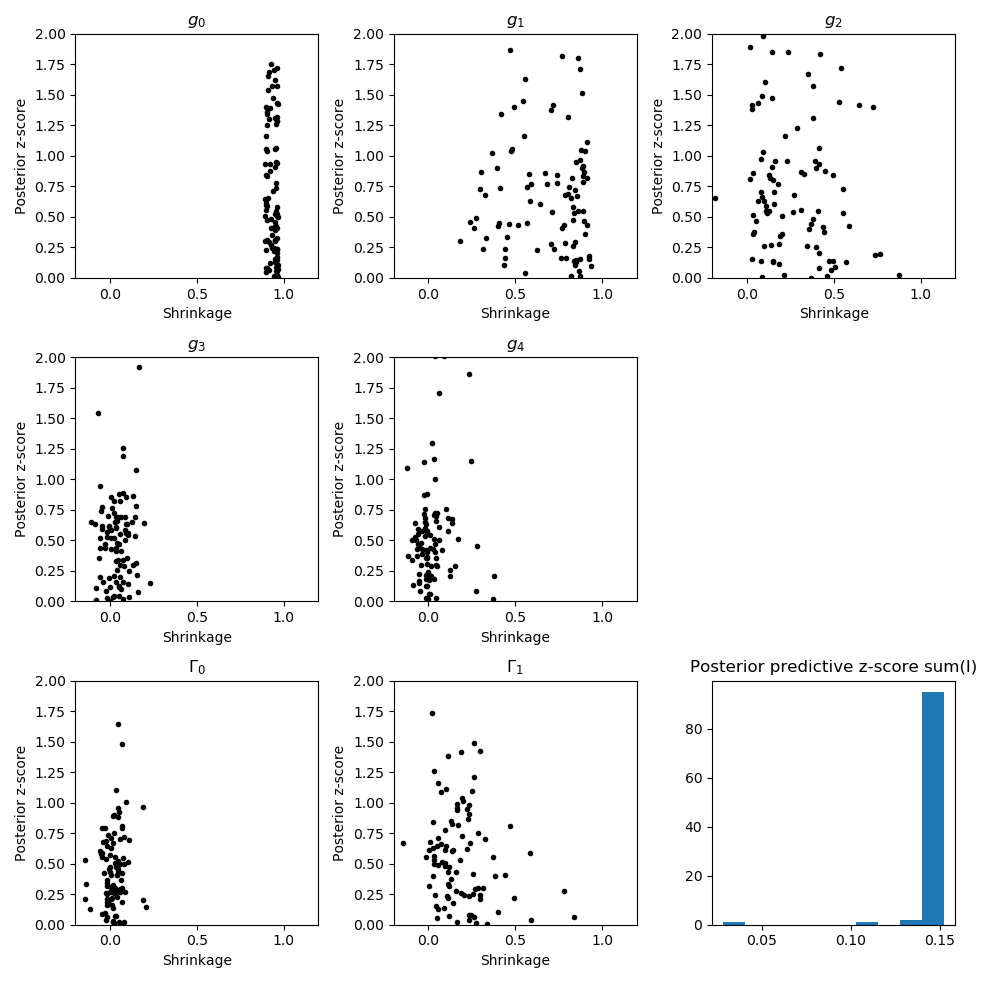 g₀ g₁ g₂
2.00 2.00 2.00
1.75 1.75 1.75
1.50 1.50 1.50
1.25 1.25 1.25
1.00 1.00 1.00
0.75 0.75 0.75
0.50 0.50 0.50
0.25 0.25 0.25
0.00 0.00 0.00
Posterior z-score Posterior z-score Posterior z-score
0.0 0.5 1.0 0.0 0.5 1.0 0.0 0.5 1.0
Shrinkage Shrinkage Shrinkage
g₃ g₄
2.00 2.00
1.75 1.75
1.50 1.50
1.25 1.25
1.00 1.00
0.75 0.75
0.50 0.50
0.25 0.25
0.00 0.00
Posterior z-score Posterior z-score
0.0 0.5 1.0 0.0 0.5 1.0
Shrinkage Shrinkage
Γ₀ Γ₁ Posterior predictive z-score sum(I)
2.00 2.00
1.75 1.75 80
1.50 1.50
1.25 1.25 60
1.00 1.00
0.75 0.75 40
0.50 0.50 20
0.25 0.25
0.00 0.00 0
Posterior z-score Posterior z-score
0.0 0.5 1.0 0.0 0.5 1.0 0.05 0.10 0.15
Shrinkage Shrinkage